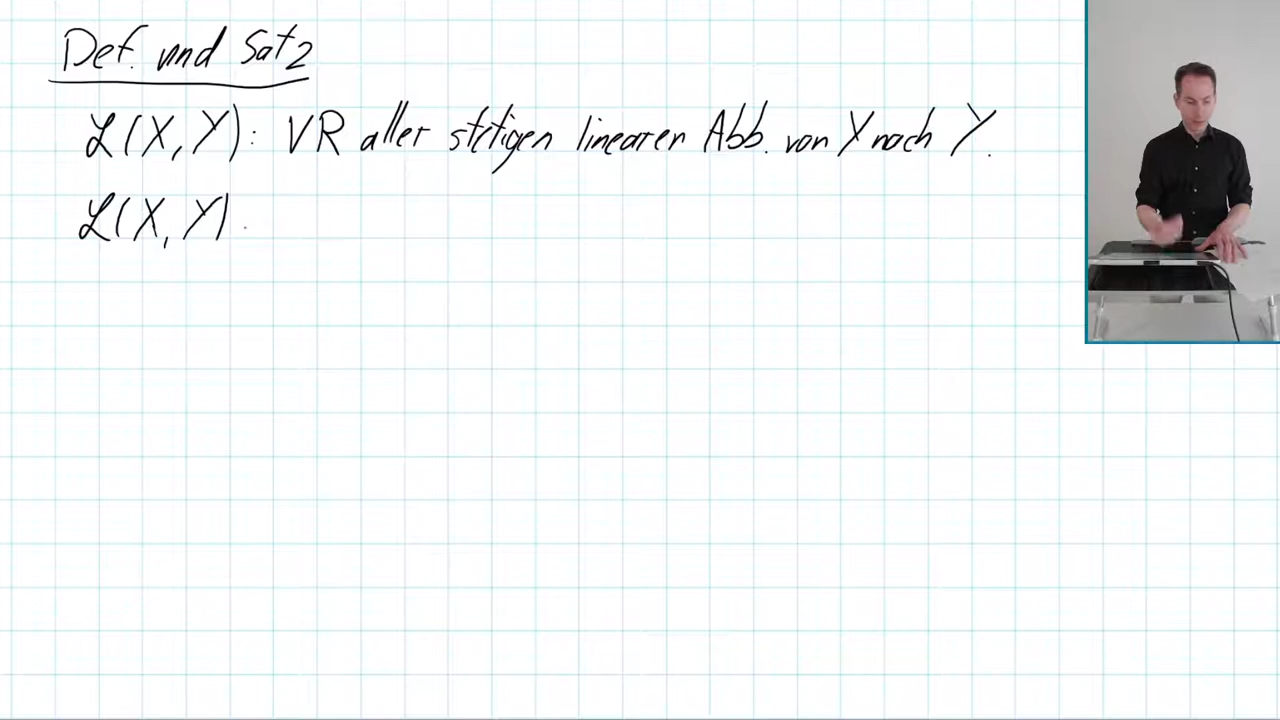 Def. und Satz
ℒ(X, Y): VR aller stetigen linearen Abb. von X nach Y.
ℒ(X, Y)